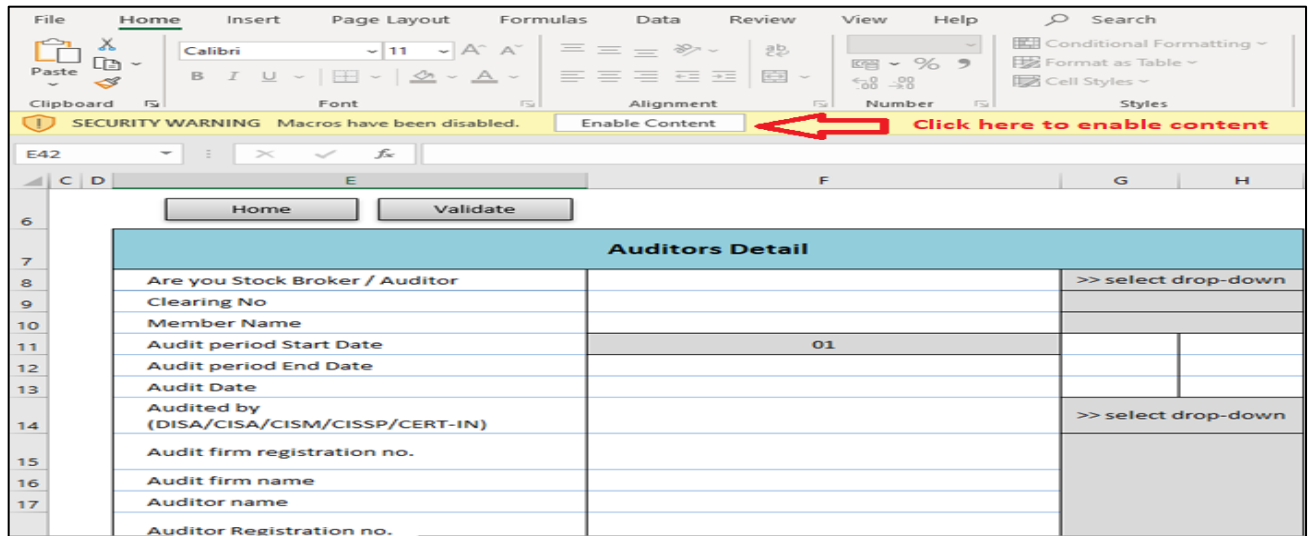 File Home Insert Page Layout Formulas Data Review View Help Search
Calibri 11 A^ A˅
Conditional Formatting
Paste B I U A % 9 Format as Table
Cell Styles
Clipboard Font Alignment Number Styles
SECURITY WARNING Macros have been disabled. Enable Content Click here to enable content
E42 fx
C D E F G H
Home Validate
6
7 Auditors Detail
8 Are you Stock Broker / Auditor >> select drop-down
9 Clearing No
10 Member Name
11 Audit period Start Date 01
12 Audit period End Date
13 Audit Date
Audited by
14 (DISA/CISA/CISM/CISSP/CERT-IN) >> select drop-down
15 Audit firm registration no.
16 Audit firm name
17 Auditor name
Auditor Registration no.